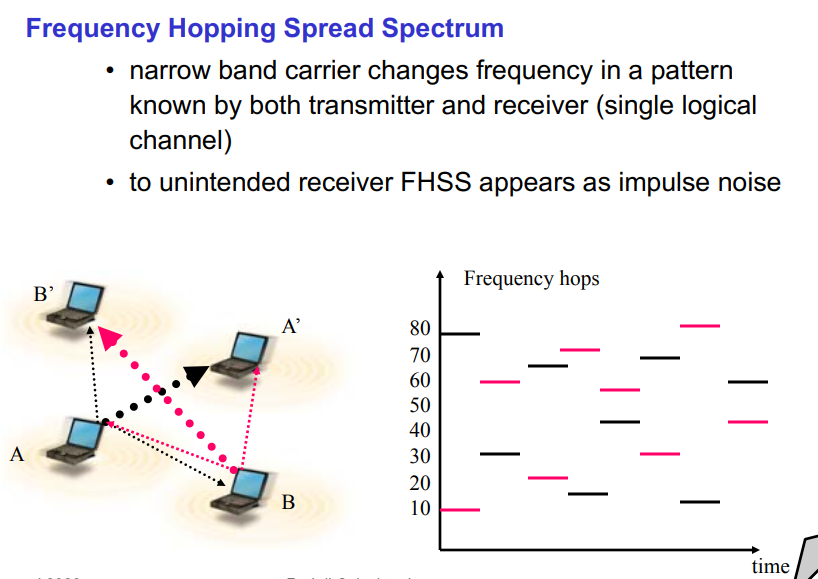 Frequency Hopping Spread Spectrum
• narrow band carrier changes frequency in a pattern
known by both transmitter and receiver (single logical
channel)
• to unintended receiver FHSS appears as impulse noise
B’
A’
A
B
Frequency hops
80
70
60
50
40
30
20
10
time